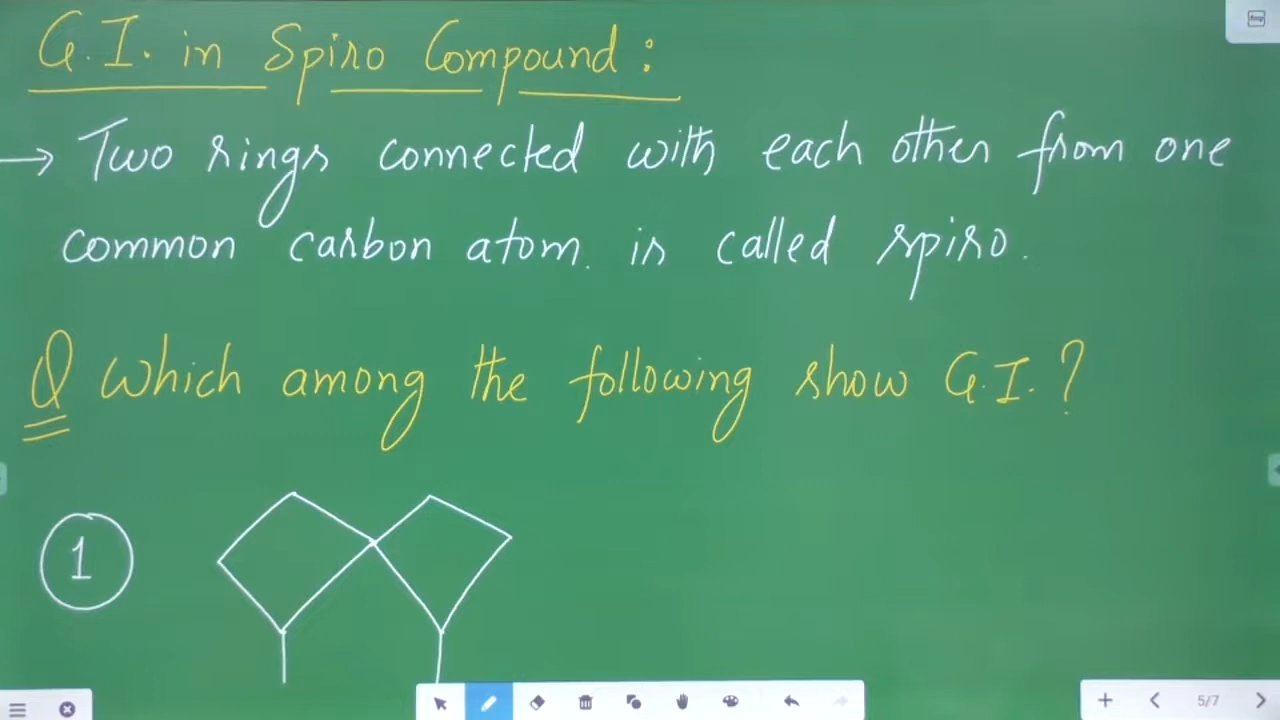 G.I. in Spiro Compound :
→ Two rings connected with each other from one
common carbon atom. is called spiro.
Q Which among the following show G.I. ?
1
5/7